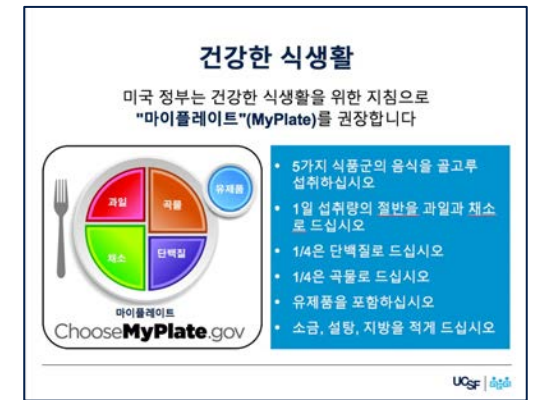 건강한 식생활
미국 정부는 건강한 식생활을 위한 지침으로
"마이플레이트"(MyPlate)를 권장합니다
과일
곡물
유제품
채소
단백질
마이플레이트
ChooseMyPlate.gov
• 5가지 식품군의 음식을 골고루
섭취하십시오
• 1일 섭취량의 절반을 과일과 채소
로 드십시오
• 1/4은 단백질로 드십시오
• 1/4은 곡물로 드십시오
• 유제품을 포함하십시오
• 소금, 설탕, 지방을 적게 드십시오
UCSF